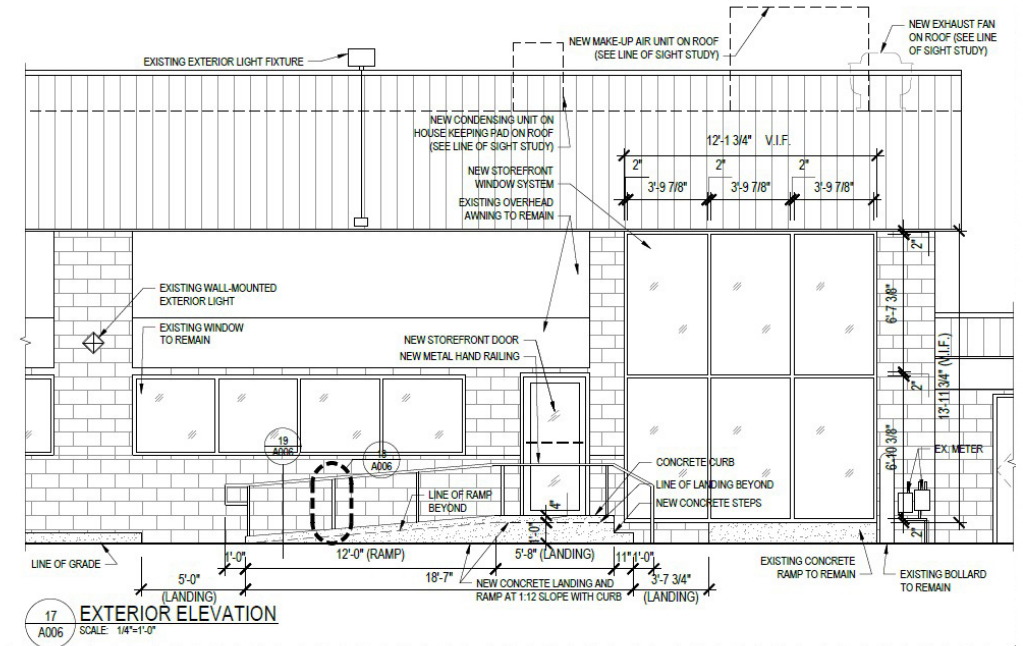 NEW EXHAUST FAN
ON ROOF (SEE LINE
OF SIGHT STUDY)
NEW MAKE-UP AIR UNIT ON ROOF
(SEE LINE OF SIGHT STUDY)
EXISTING EXTERIOR LIGHT FIXTURE
NEW CONDENSING UNIT ON
HOUSE KEEPING PAD ON ROOF
(SEE LINE OF SIGHT STUDY)
12'-1 3/4" V.I.F.
2" 2" 2"
3'-9 7/8" 3'-9 7/8" 3'-9 7/8"
NEW STOREFRONT
WINDOW SYSTEM
EXISTING OVERHEAD
AWNING TO REMAIN
2"
6'-7 3/8"
2"
13'-11 3/4" (V.I.F.)
6'-10 3/8"
2"
EXISTING WALL-MOUNTED
EXTERIOR LIGHT
EXISTING WINDOW
TO REMAIN
NEW STOREFRONT DOOR
NEW METAL HAND RAILING
19
A006
18
A006
CONCRETE CURB
LINE OF LANDING BEYOND
NEW CONCRETE STEPS
EX. METER
LINE OF RAMP
BEYOND
4"
1'-0"
LINE OF GRADE
1'-0" 12'-0" (RAMP) 5'-8" (LANDING) 11" 1'-0"
5'-0"
(LANDING)
18'-7"
NEW CONCRETE LANDING AND
RAMP AT 1:12 SLOPE WITH CURB
3'-7 3/4"
(LANDING)
EXISTING CONCRETE
RAMP TO REMAIN
EXISTING BOLLARD
TO REMAIN
17
A006
EXTERIOR ELEVATION
SCALE: 1/4"=1'-0"